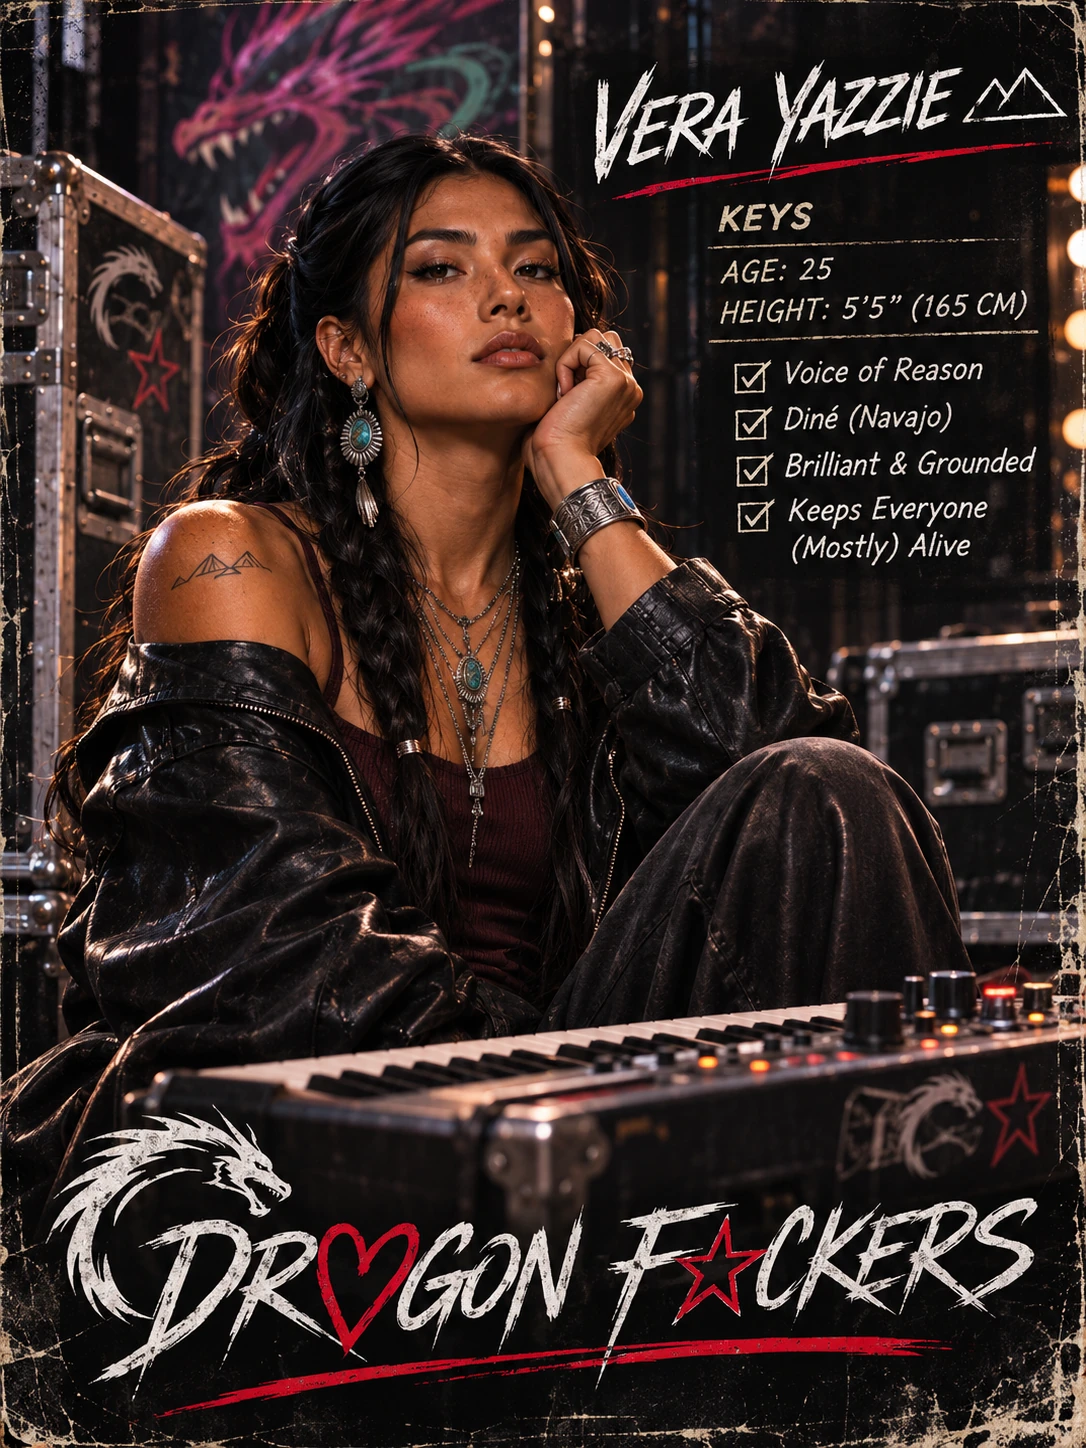 VERA YAZZIE
KEYS
AGE: 25
HEIGHT: 5'5" (165 CM)
Voice of Reason
Diné (Navajo)
Brilliant & Grounded
Keeps Everyone
(Mostly) Alive
DR♥GON F☆CKERS